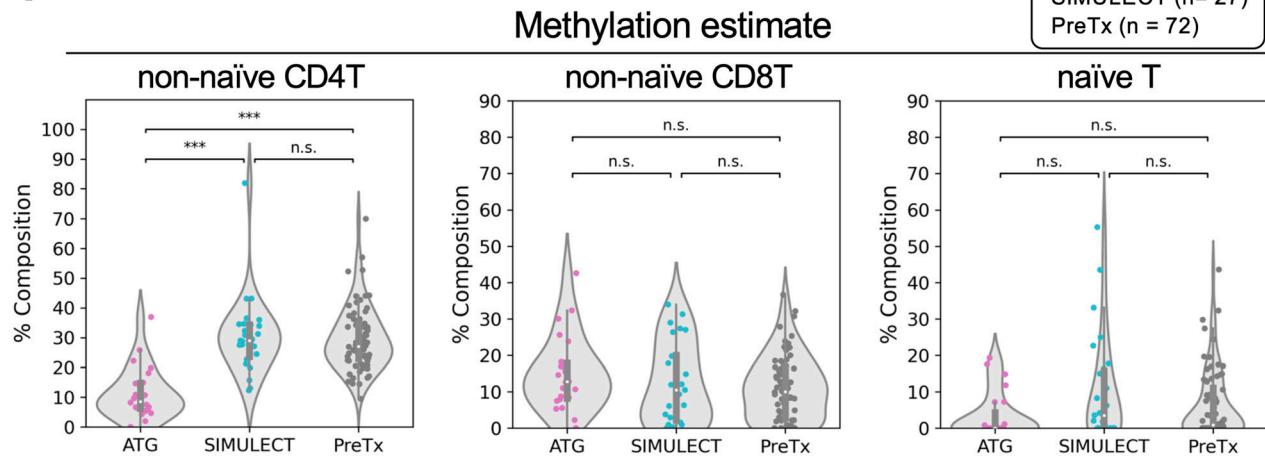 SIMULECT (n= 27)
PreTx (n = 72)
Methylation estimate
non-naïve CD4T
non-naïve CD8T
naïve T
% Composition
100
90
80
70
60
50
40
30
20
10
0
***
***
n.s.
ATG
SIMULECT
PreTx
% Composition
90
80
70
60
50
40
30
20
10
0
n.s.
n.s.
n.s.
ATG
SIMULECT
PreTx
% Composition
90
80
70
60
50
40
30
20
10
0
n.s.
n.s.
n.s.
ATG
SIMULECT
PreTx